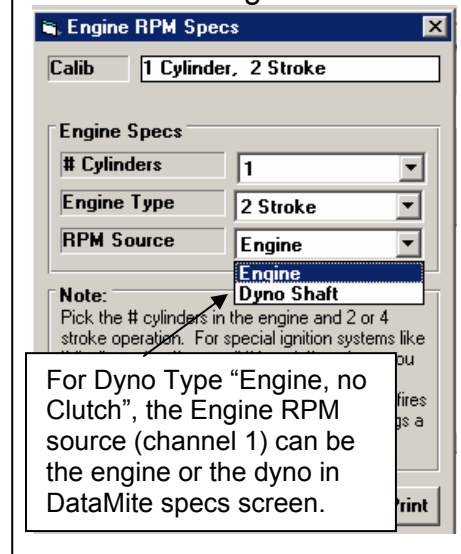 Engine RPM Specs
Calib 1 Cylinder, 2 Stroke
Engine Specs
# Cylinders 1
Engine Type 2 Stroke
RPM Source Engine
Engine
Dyno Shaft
Note:
Pick the # cylinders in the engine and 2 or 4
stroke operation. For special ignition systems like
For Dyno Type “Engine, no
Clutch”, the Engine RPM
source (channel 1) can be
the engine or the dyno in
DataMite specs screen.
fires
Print